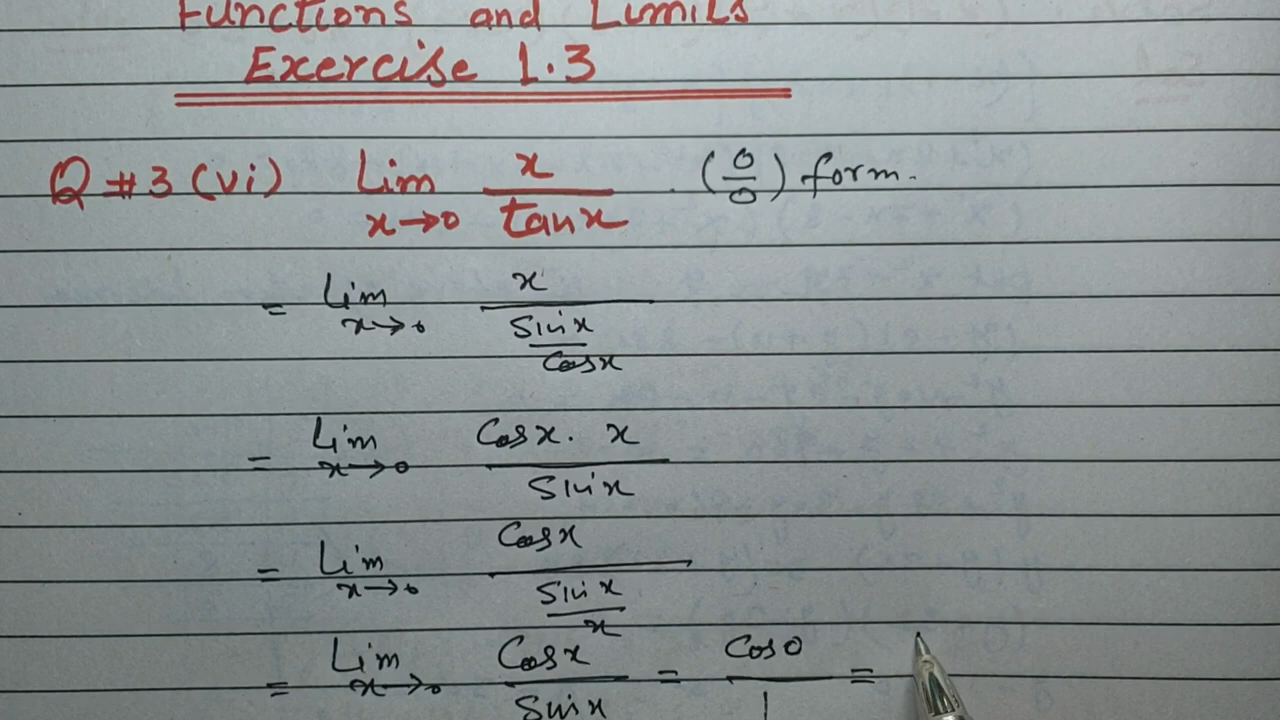 Functions and Limits
Exercise 1.3
Q #3 (vi) Lim x→0 x/tanx (0/0) form.
= Lim x→0 x/(Sinx/Cosx)
= Lim x→0 Cosx. x/Sinx
= Lim x→0 Cosx/(Sinx/x)
= Lim x→0 Cosx/Sinx = Cos0/1 =